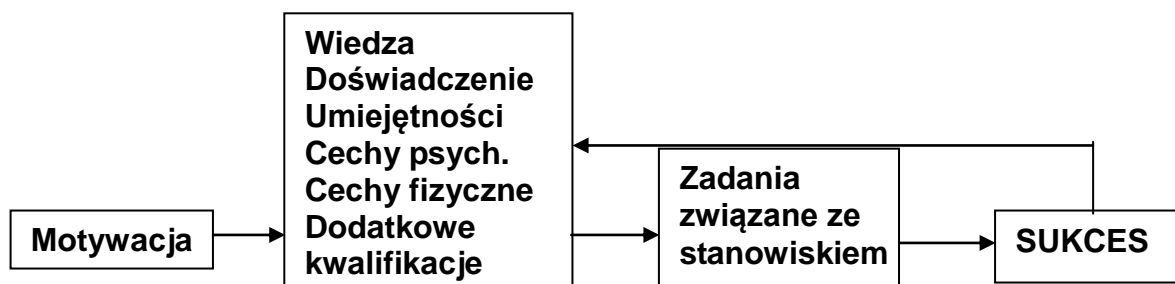 Motywacja
Wiedza
Doświadczenie
Umiejętności
Cechy psych.
Cechy fizyczne
Dodatkowe
kwalifikacje
Zadania
związane ze
stanowiskiem
SUKCES